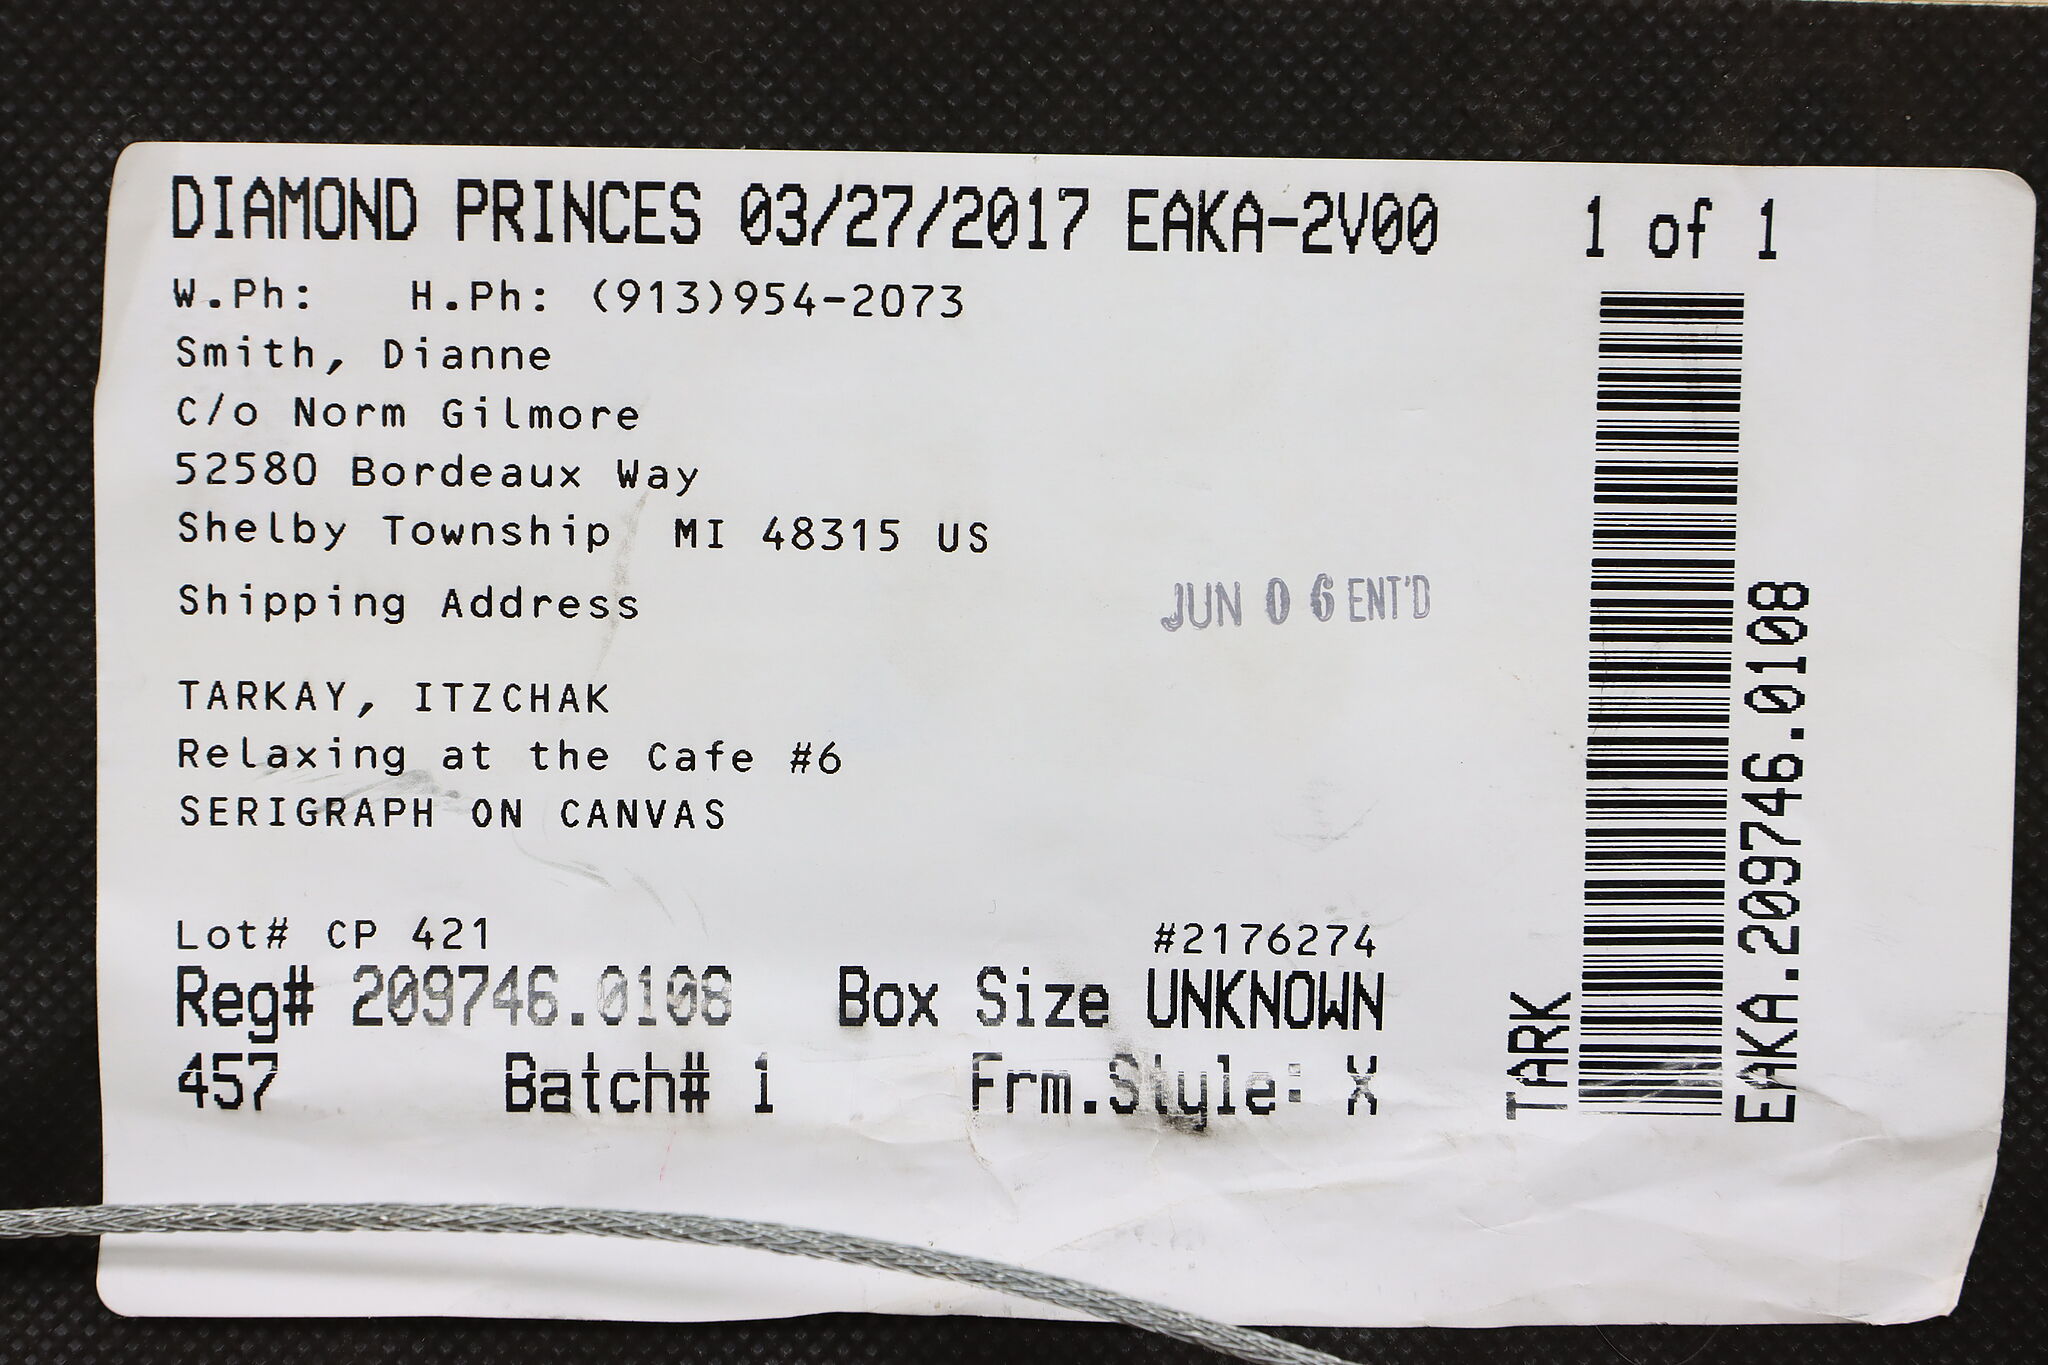 DIAMOND PRINCES 03/27/2017 EAKA-2V00 1 of 1
W.Ph: H.Ph: (913)954-2073
Smith, Dianne
C/o Norm Gilmore
52580 Bordeaux Way
Shelby Township MI 48315 US
Shipping Address
JUN 06 ENT'D
TARKAY, ITZCHAK
Relaxing at the Cafe #6
SERIGRAPH ON CANVAS
Lot# CP 421 #2176274
Reg# 209746.0108 Box Size UNKNOWN
457 Batch# 1 Frm.Style: X
TARK
EAKA.209746.0108